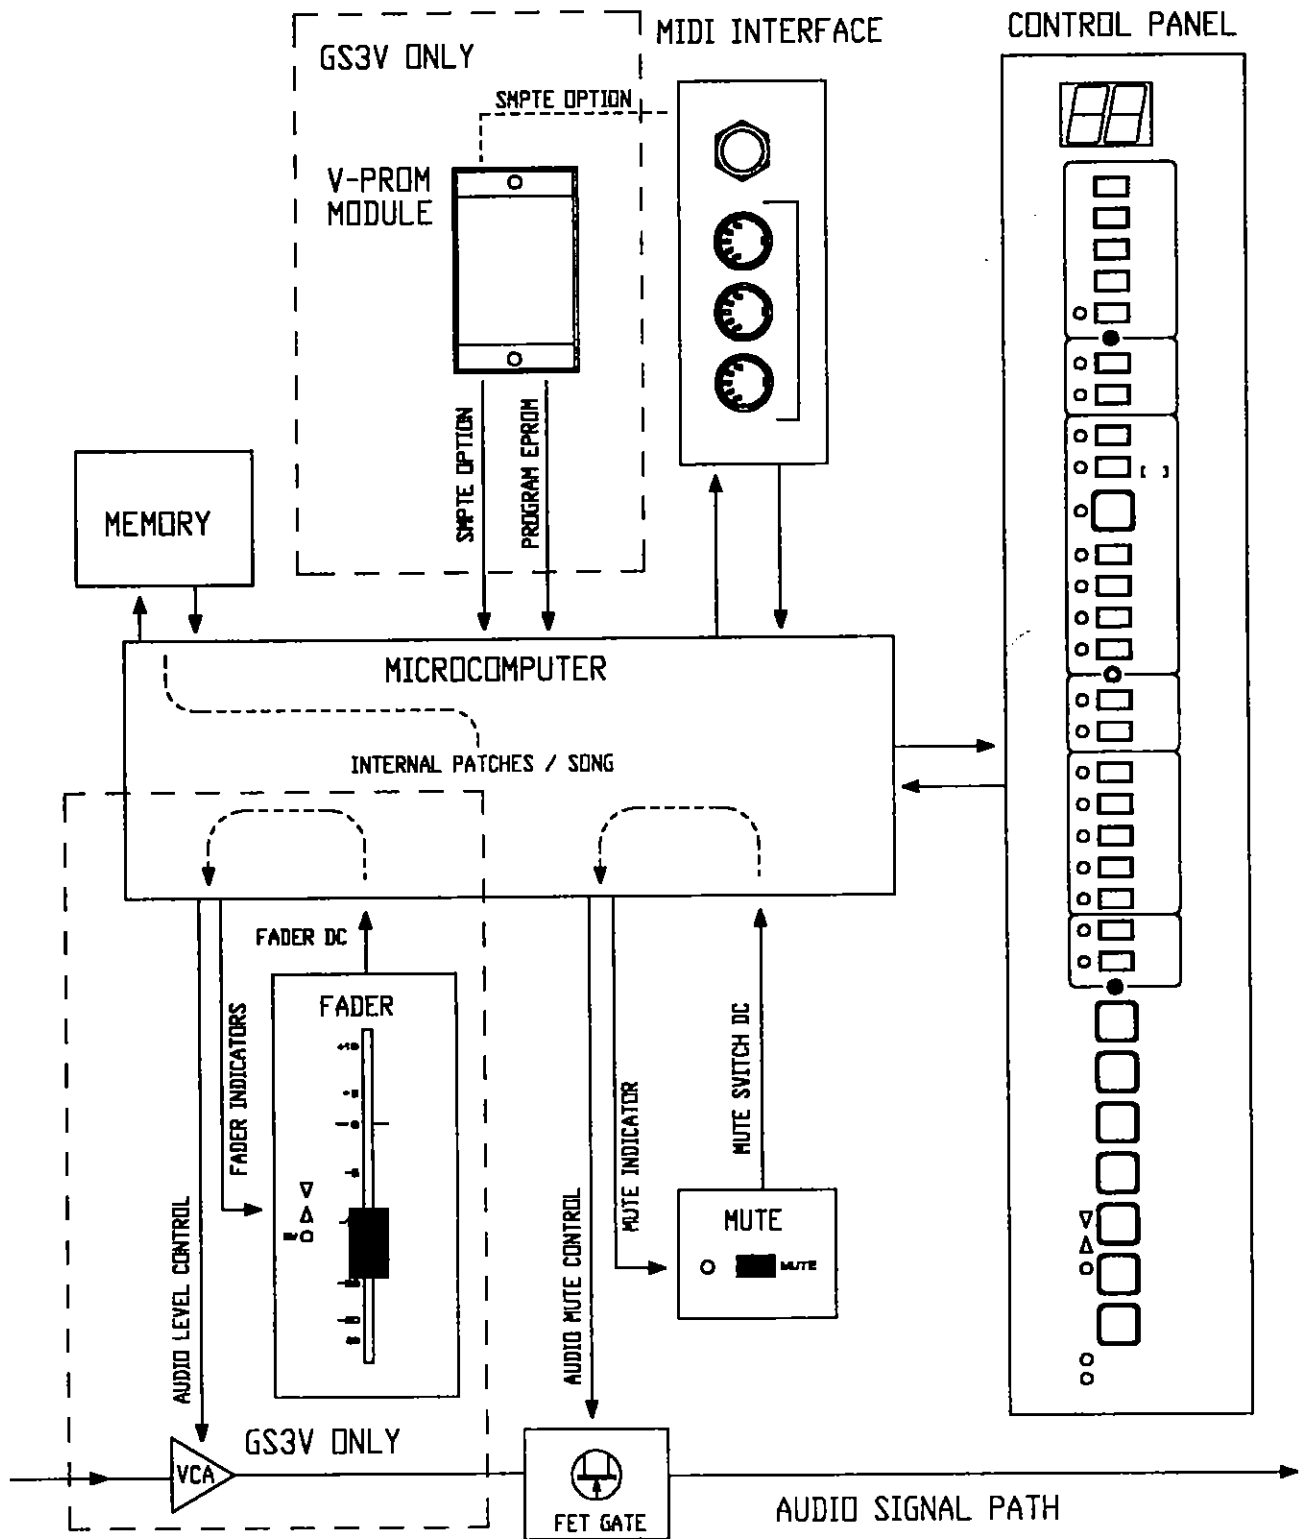 GS3V ONLY
MIDI INTERFACE
CONTROL PANEL
SMPTE OPTION
V-PROM
MODULE
SMPTE OPTION
PROGRAM EPROM
MEMORY
[ ]
MICROCOMPUTER
INTERNAL PATCHES / SONG
FADER DC
FADER
FADER INDICATORS
AUDIO LEVEL CONTROL
AUDIO MUTE CONTROL
MUTE INDICATOR
MUTE SVITCH DC
MUTE
MUTE
GS3V ONLY
VCA
FET GATE
AUDIO SIGNAL PATH